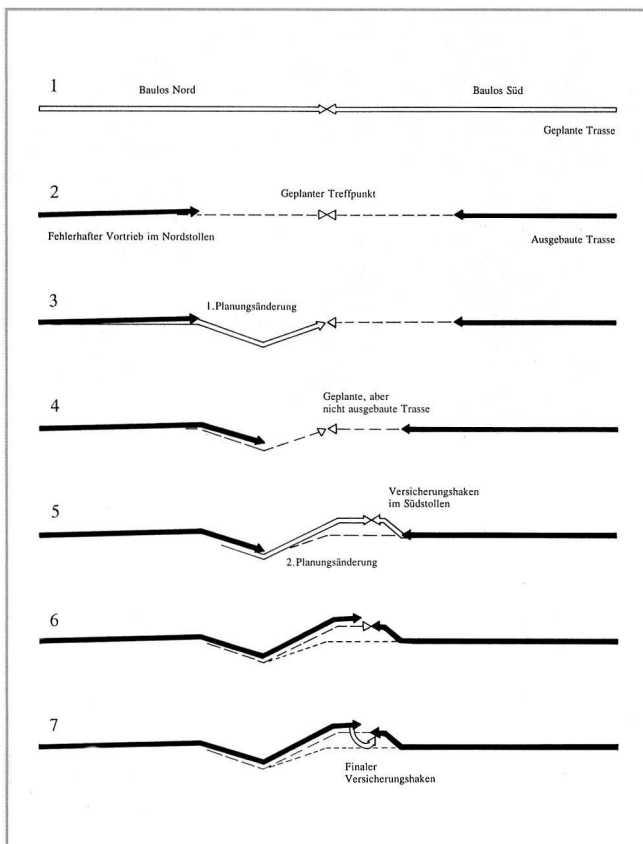 1
Baulos Nord
Baulos Süd
Geplante Trasse
2
Geplanter Treffpunkt
Fehlerhafter Vortrieb im Nordstollen
Ausgebaute Trasse
3
1.Planungsänderung
4
Geplante, aber
nicht ausgebaute Trasse
5
Versicherungshaken
im Südstollen
2.Planungsänderung
6
7
Finaler
Versicherungshaken